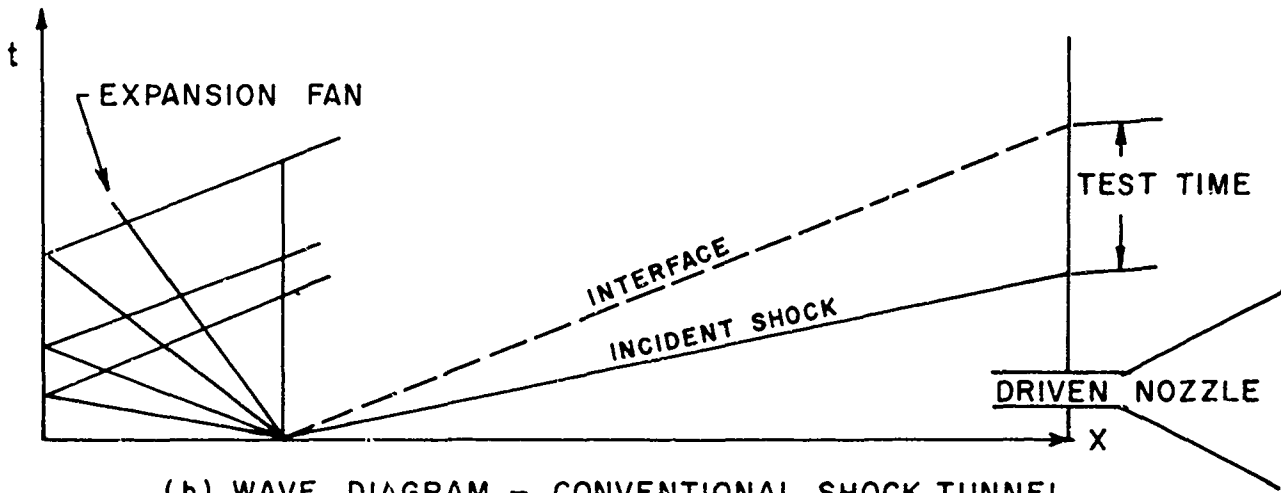 t
EXPANSION FAN
TEST TIME
INTERFACE
INCIDENT SHOCK
DRIVEN NOZZLE
X
(b) WAVE DIAGRAM - CONVENTIONAL SHOCK TUNNEL